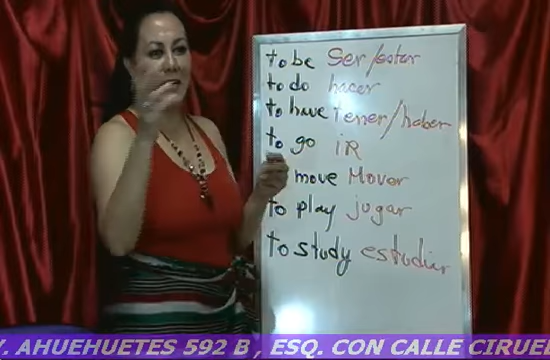 to be Ser/estar
to do hacer
to have tener/haber
to go iR
move Mover
to play jugar
to study estudiar
V. AHUEHUETES 592 B , ESQ. CON CALLE CIRUE